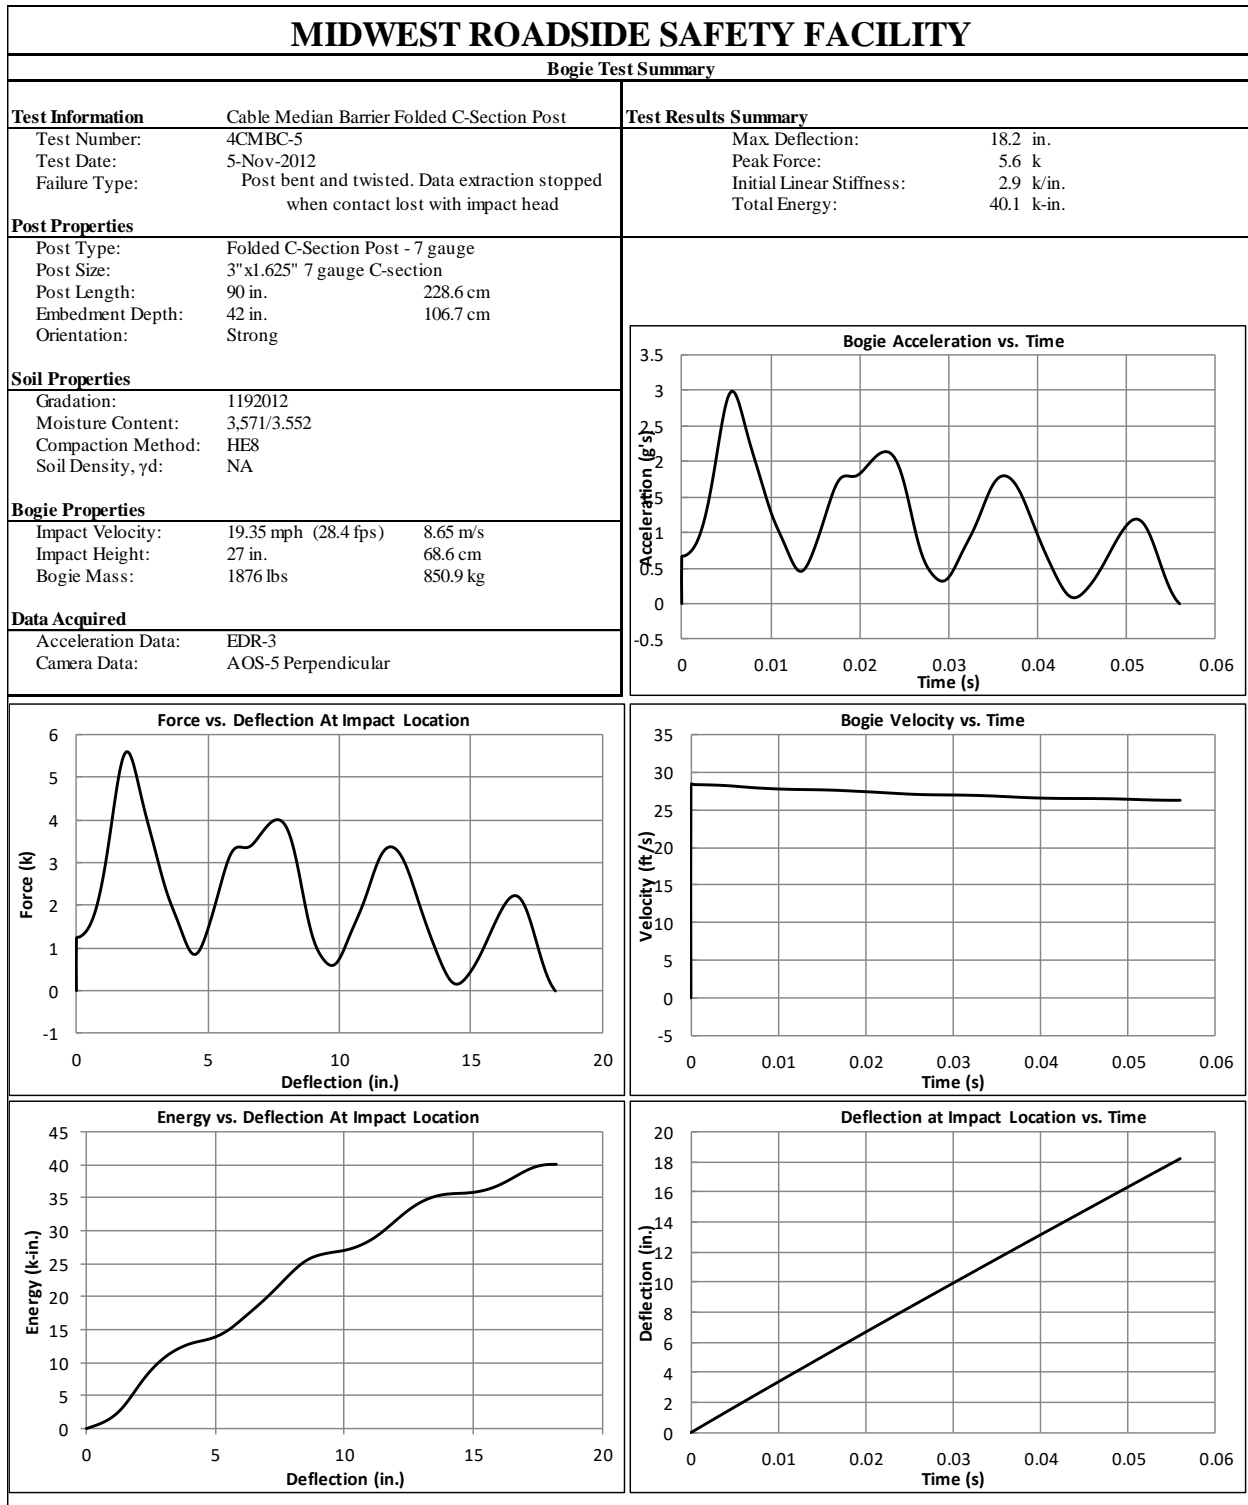 MIDWEST ROADSIDE SAFETY FACILITY
Bogie Test Summary
Test Information Cable Median Barrier Folded C-Section Post
Test Number: 4CMBC-5
Test Date: 5-Nov-2012
Failure Type: Post bent and twisted. Data extraction stopped
when contact lost with impact head
Post Properties
Post Type: Folded C-Section Post - 7 gauge
Post Size: 3"x1.625" 7 gauge C-section
Post Length: 90 in. 228.6 cm
Embedment Depth: 42 in. 106.7 cm
Orientation: Strong
Soil Properties
Gradation: 1192012
Moisture Content: 3,571/3.552
Compaction Method: HE8
Soil Density, γd: NA
Bogie Properties
Impact Velocity: 19.35 mph (28.4 fps) 8.65 m/s
Impact Height: 27 in. 68.6 cm
Bogie Mass: 1876 lbs 850.9 kg
Data Acquired
Acceleration Data: EDR-3
Camera Data: AOS-5 Perpendicular
Test Results Summary
Max. Deflection: 18.2 in.
Peak Force: 5.6 k
Initial Linear Stiffness: 2.9 k/in.
Total Energy: 40.1 k-in.
Bogie Acceleration vs. Time
Acceleration (g's)
3.5
3
2.5
2
1.5
1
0.5
0
-0.5
0 0.01 0.02 0.03 0.04 0.05 0.06
Time (s)
Force vs. Deflection At Impact Location
Force (k)
6
5
4
3
2
1
0
-1
0 5 10 15 20
Deflection (in.)
Bogie Velocity vs. Time
Velocity (ft/s)
35
30
25
20
15
10
5
0
-5
0 0.01 0.02 0.03 0.04 0.05 0.06
Time (s)
Energy vs. Deflection At Impact Location
Energy (k-in.)
45
40
35
30
25
20
15
10
5
0
0 5 10 15 20
Deflection (in.)
Deflection at Impact Location vs. Time
Deflection (in.)
20
18
16
14
12
10
8
6
4
2
0
0 0.01 0.02 0.03 0.04 0.05 0.06
Time (s)